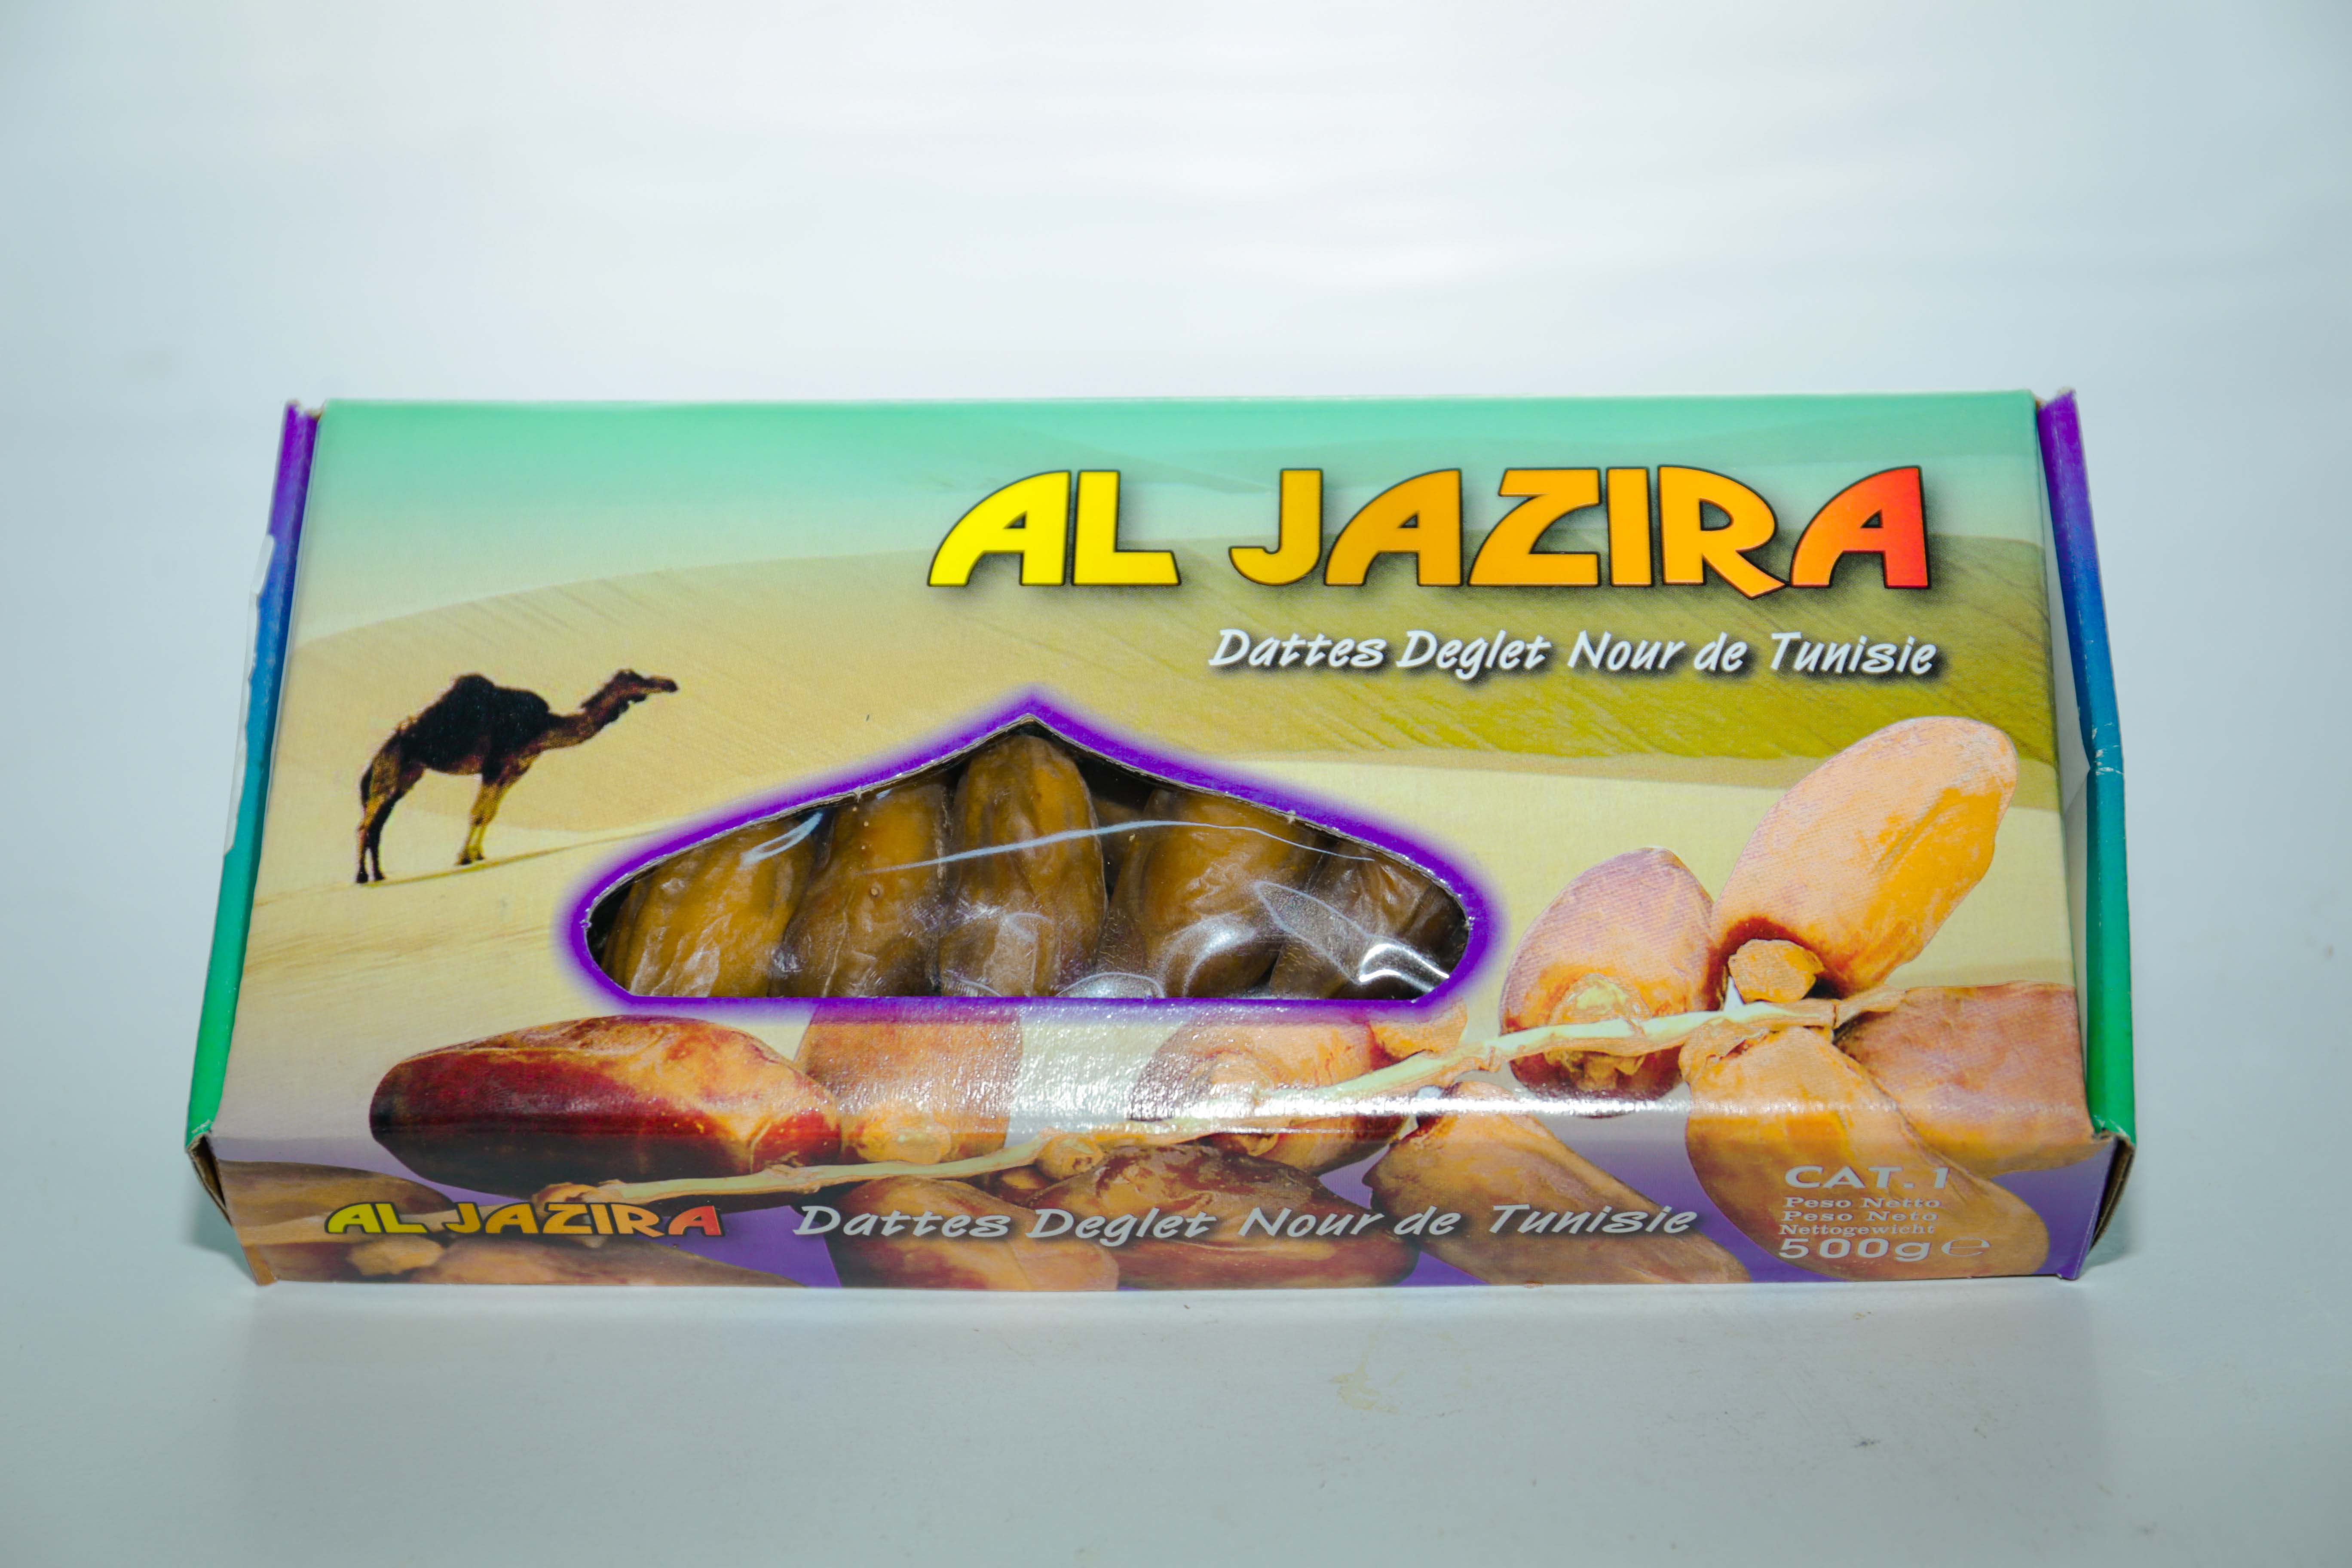 AL JAZIRA
Dattes Deglet Nour de Tunisie
AL JAZIRA Dattes Deglet Nour de Tunisie
CAT. 1
Peso Netto
Peso Neto
Nettogewicht
500g e